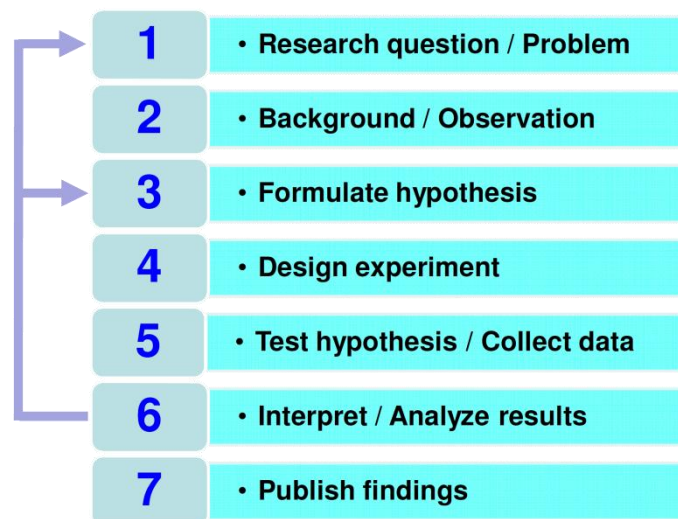 1 • Research question / Problem
2 • Background / Observation
3 • Formulate hypothesis
4 • Design experiment
5 • Test hypothesis / Collect data
6 • Interpret / Analyze results
7 • Publish findings